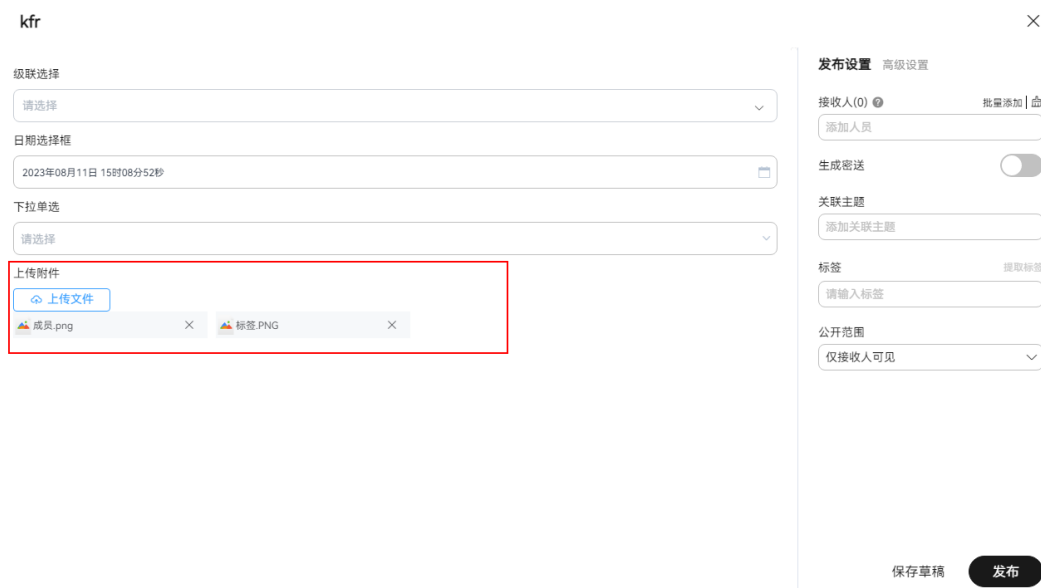 kfr
级联选择
请选择
日期选择框
2023年08月11日 15时08分52秒
下拉单选
请选择
上传附件
上传文件
成员.png
标签.PNG
发布设置 高级设置
接收人(0) 批量添加
添加人员
生成密送
关联主题
添加关联主题
标签 提取标签
请输入标签
公开范围
仅接收人可见
保存草稿 发布